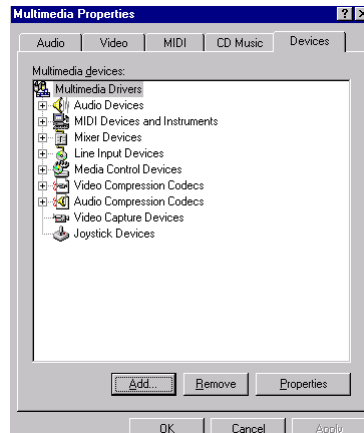 Multimedia Properties
Audio Video MIDI CD Music Devices
Multimedia devices:
Multimedia Drivers
Audio Devices
MIDI Devices and Instruments
Mixer Devices
Line Input Devices
Media Control Devices
Video Compression Codecs
Audio Compression Codecs
Video Capture Devices
Joystick Devices
Add... Remove Properties
OK Cancel Apply